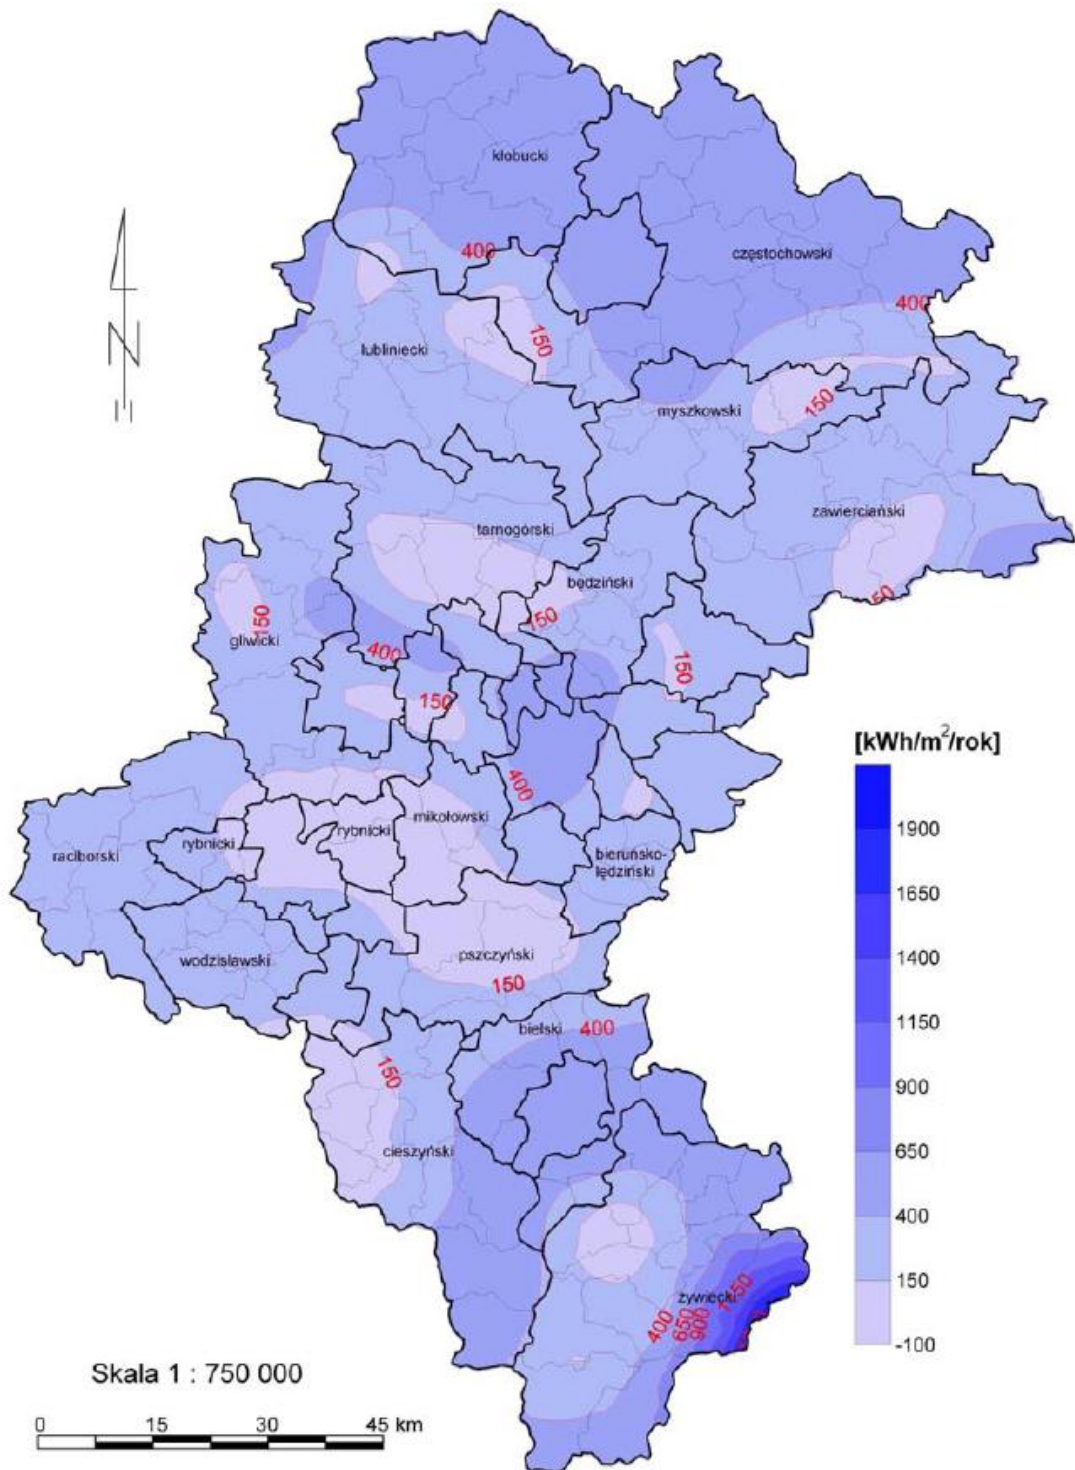 kłobucki
częstochowski
400
400
150
lubliniecki
N
myszkowski
150
zawierciański
tarnogórski
będziński
150
150
gliwicki
400
150
150
[kWh/m²/rok]
400
mikołowski
rybnicki
rybnicki
raciborski
bieruńsko-
lędziński
pszczyński
wodzisławski
150
bielski
400
150
cieszyński
żywiecki
400
650
900
1900
1650
1400
1150
900
650
400
150
-100
Skala 1 : 750 000
0 15 30 45 km